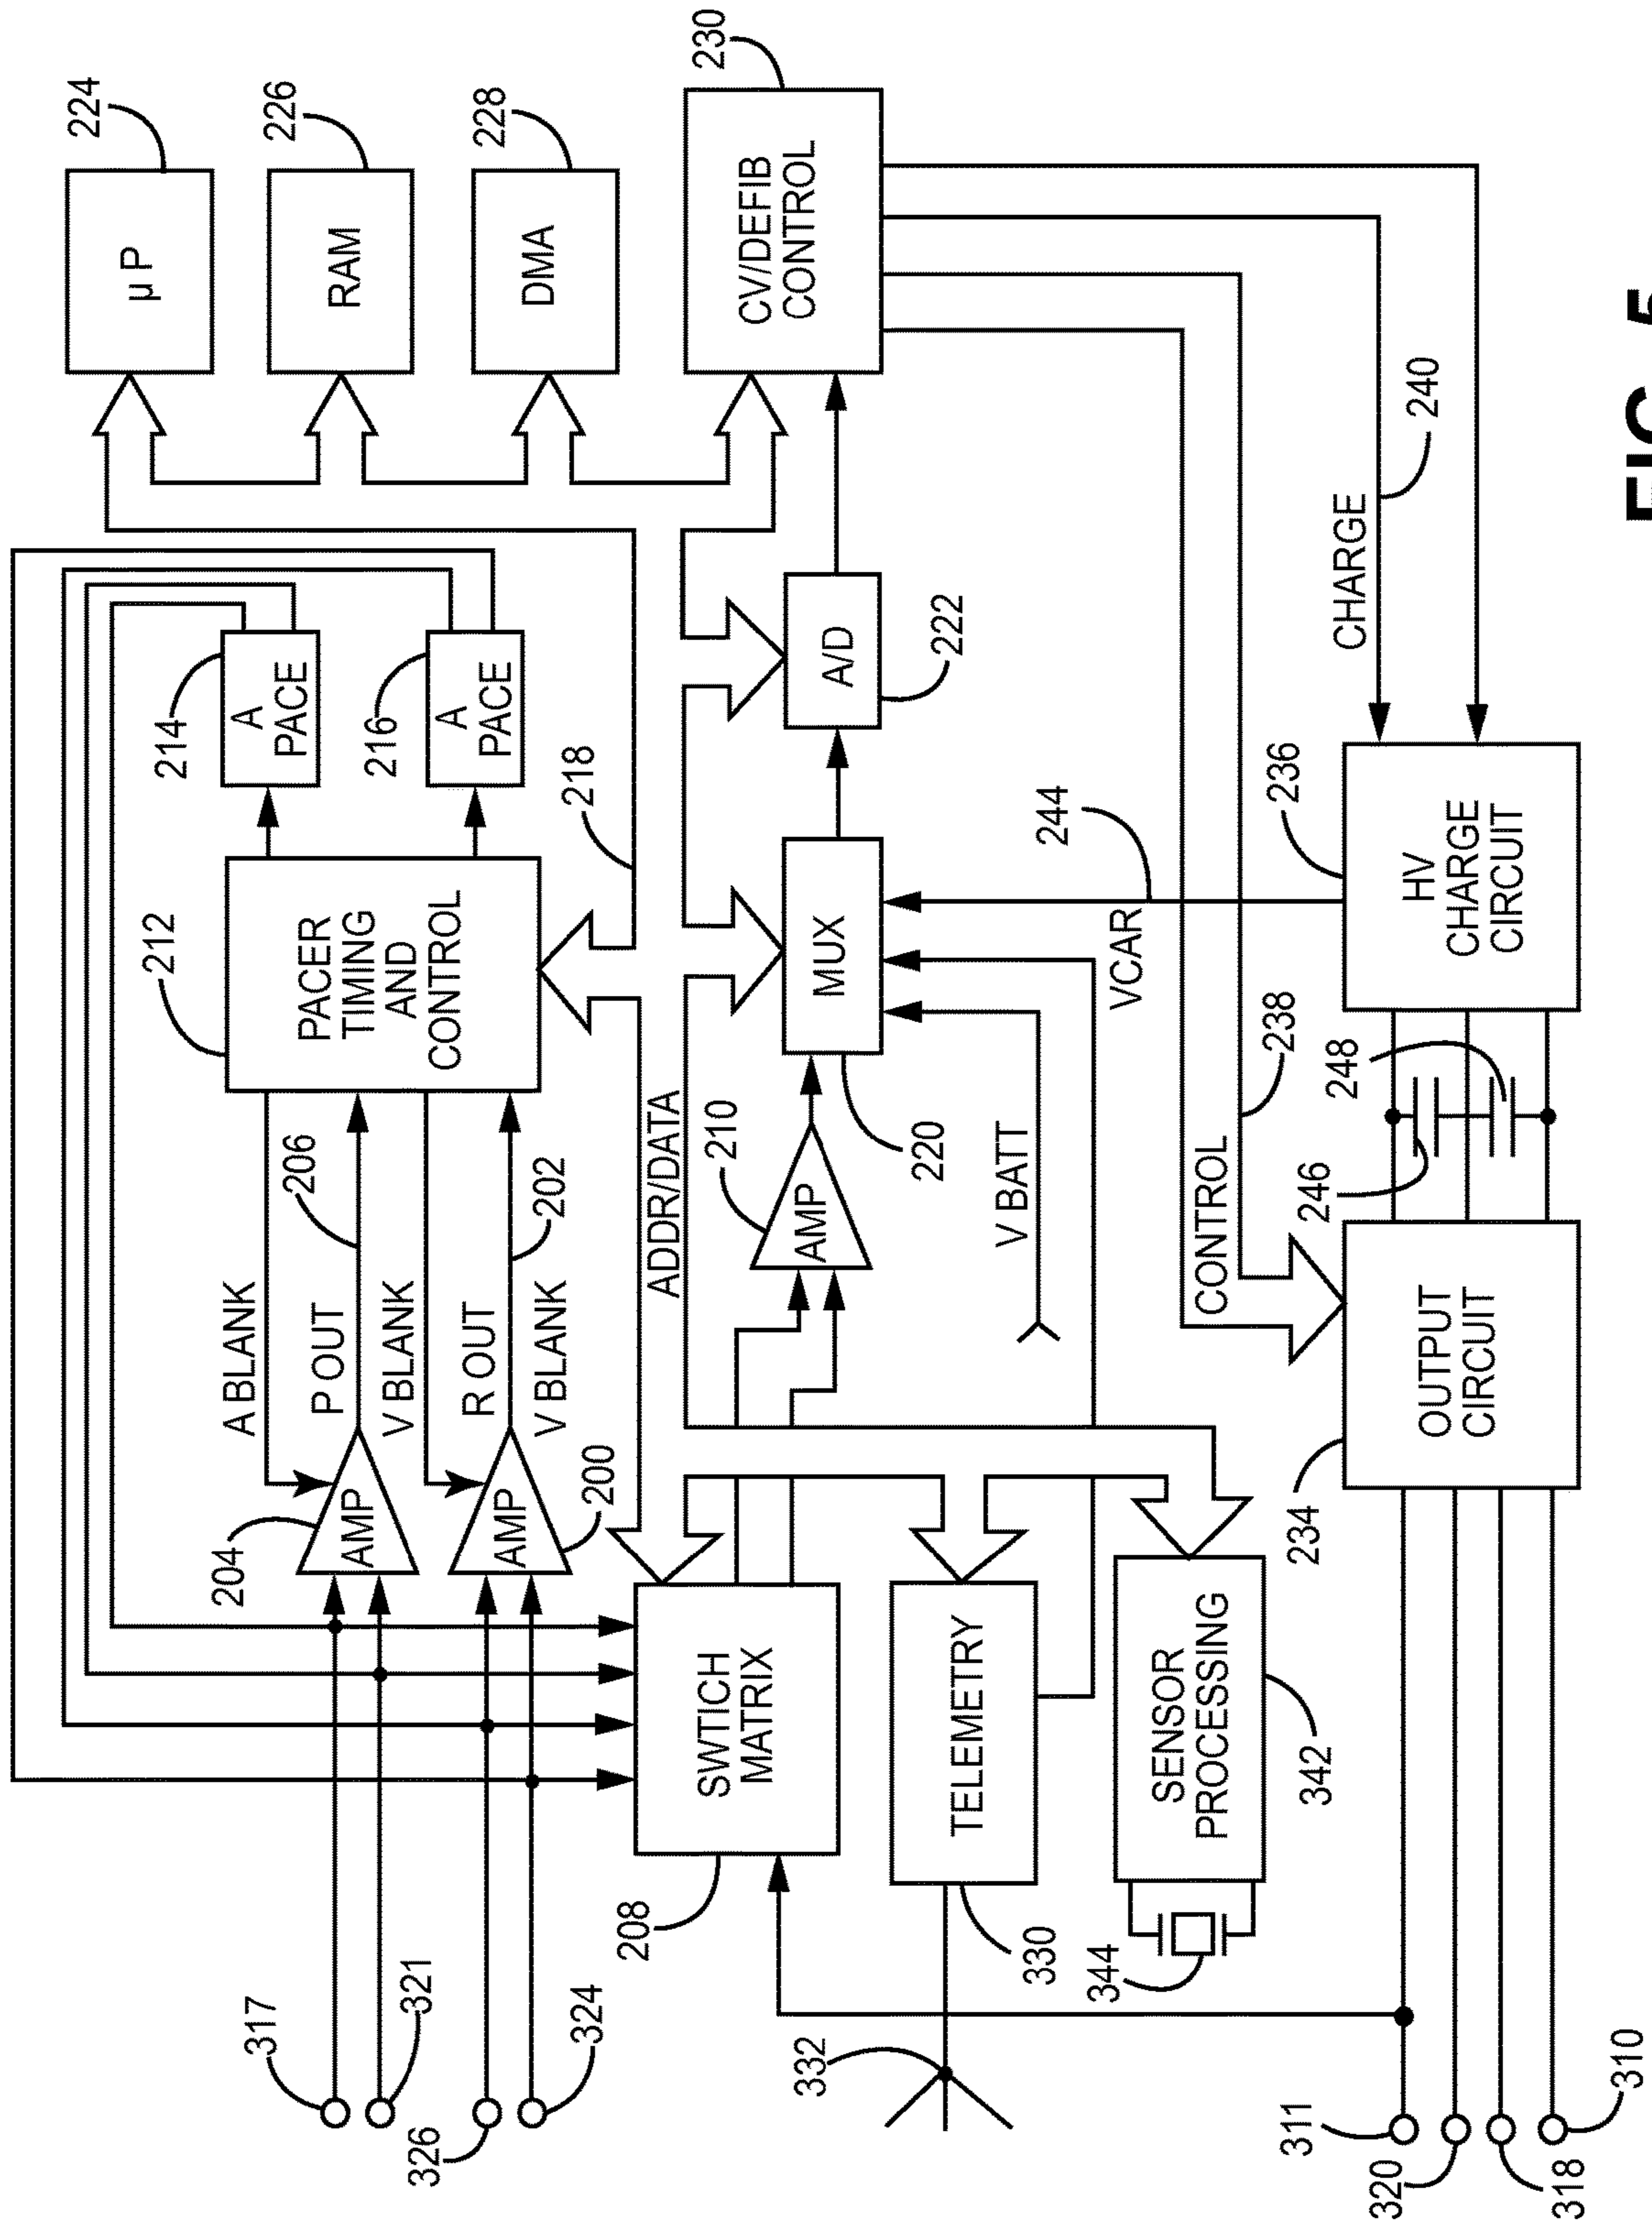 317
321
326
324
204
AMP
A BLANK
P OUT
206
V BLANK
AMP
200
R OUT
202
V BLANK
212
PACER
TIMING
AND
CONTROL
214
A
PACE
216
A
PACE
218
224
µ P
226
RAM
228
DMA
230
CV/DEFIB
CONTROL
208
SWTICH
MATRIX
ADDR/DATA
210
AMP
220
MUX
A/D
222
V BATT
VCAR
244
332
330
TELEMETRY
344
SENSOR
PROCESSING
342
CONTROL
238
CHARGE
240
311
320
318
310
234
OUTPUT
CIRCUIT
246
248
236
HV
CHARGE
CIRCUIT